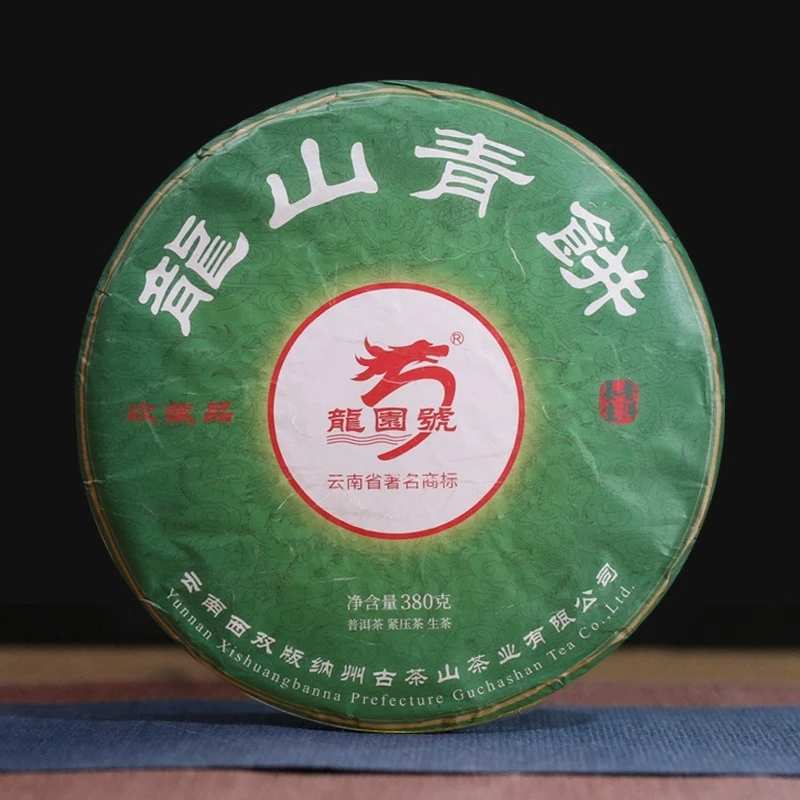 龍山青餅
收藏品
®
龍園號
云南省著名商标
净含量 380克
普洱茶 紧压茶 生茶
云南西双版纳州古茶山茶业有限公司
Yunnan Xishuangbanna Prefecture Guchashan Tea Co., Ltd.